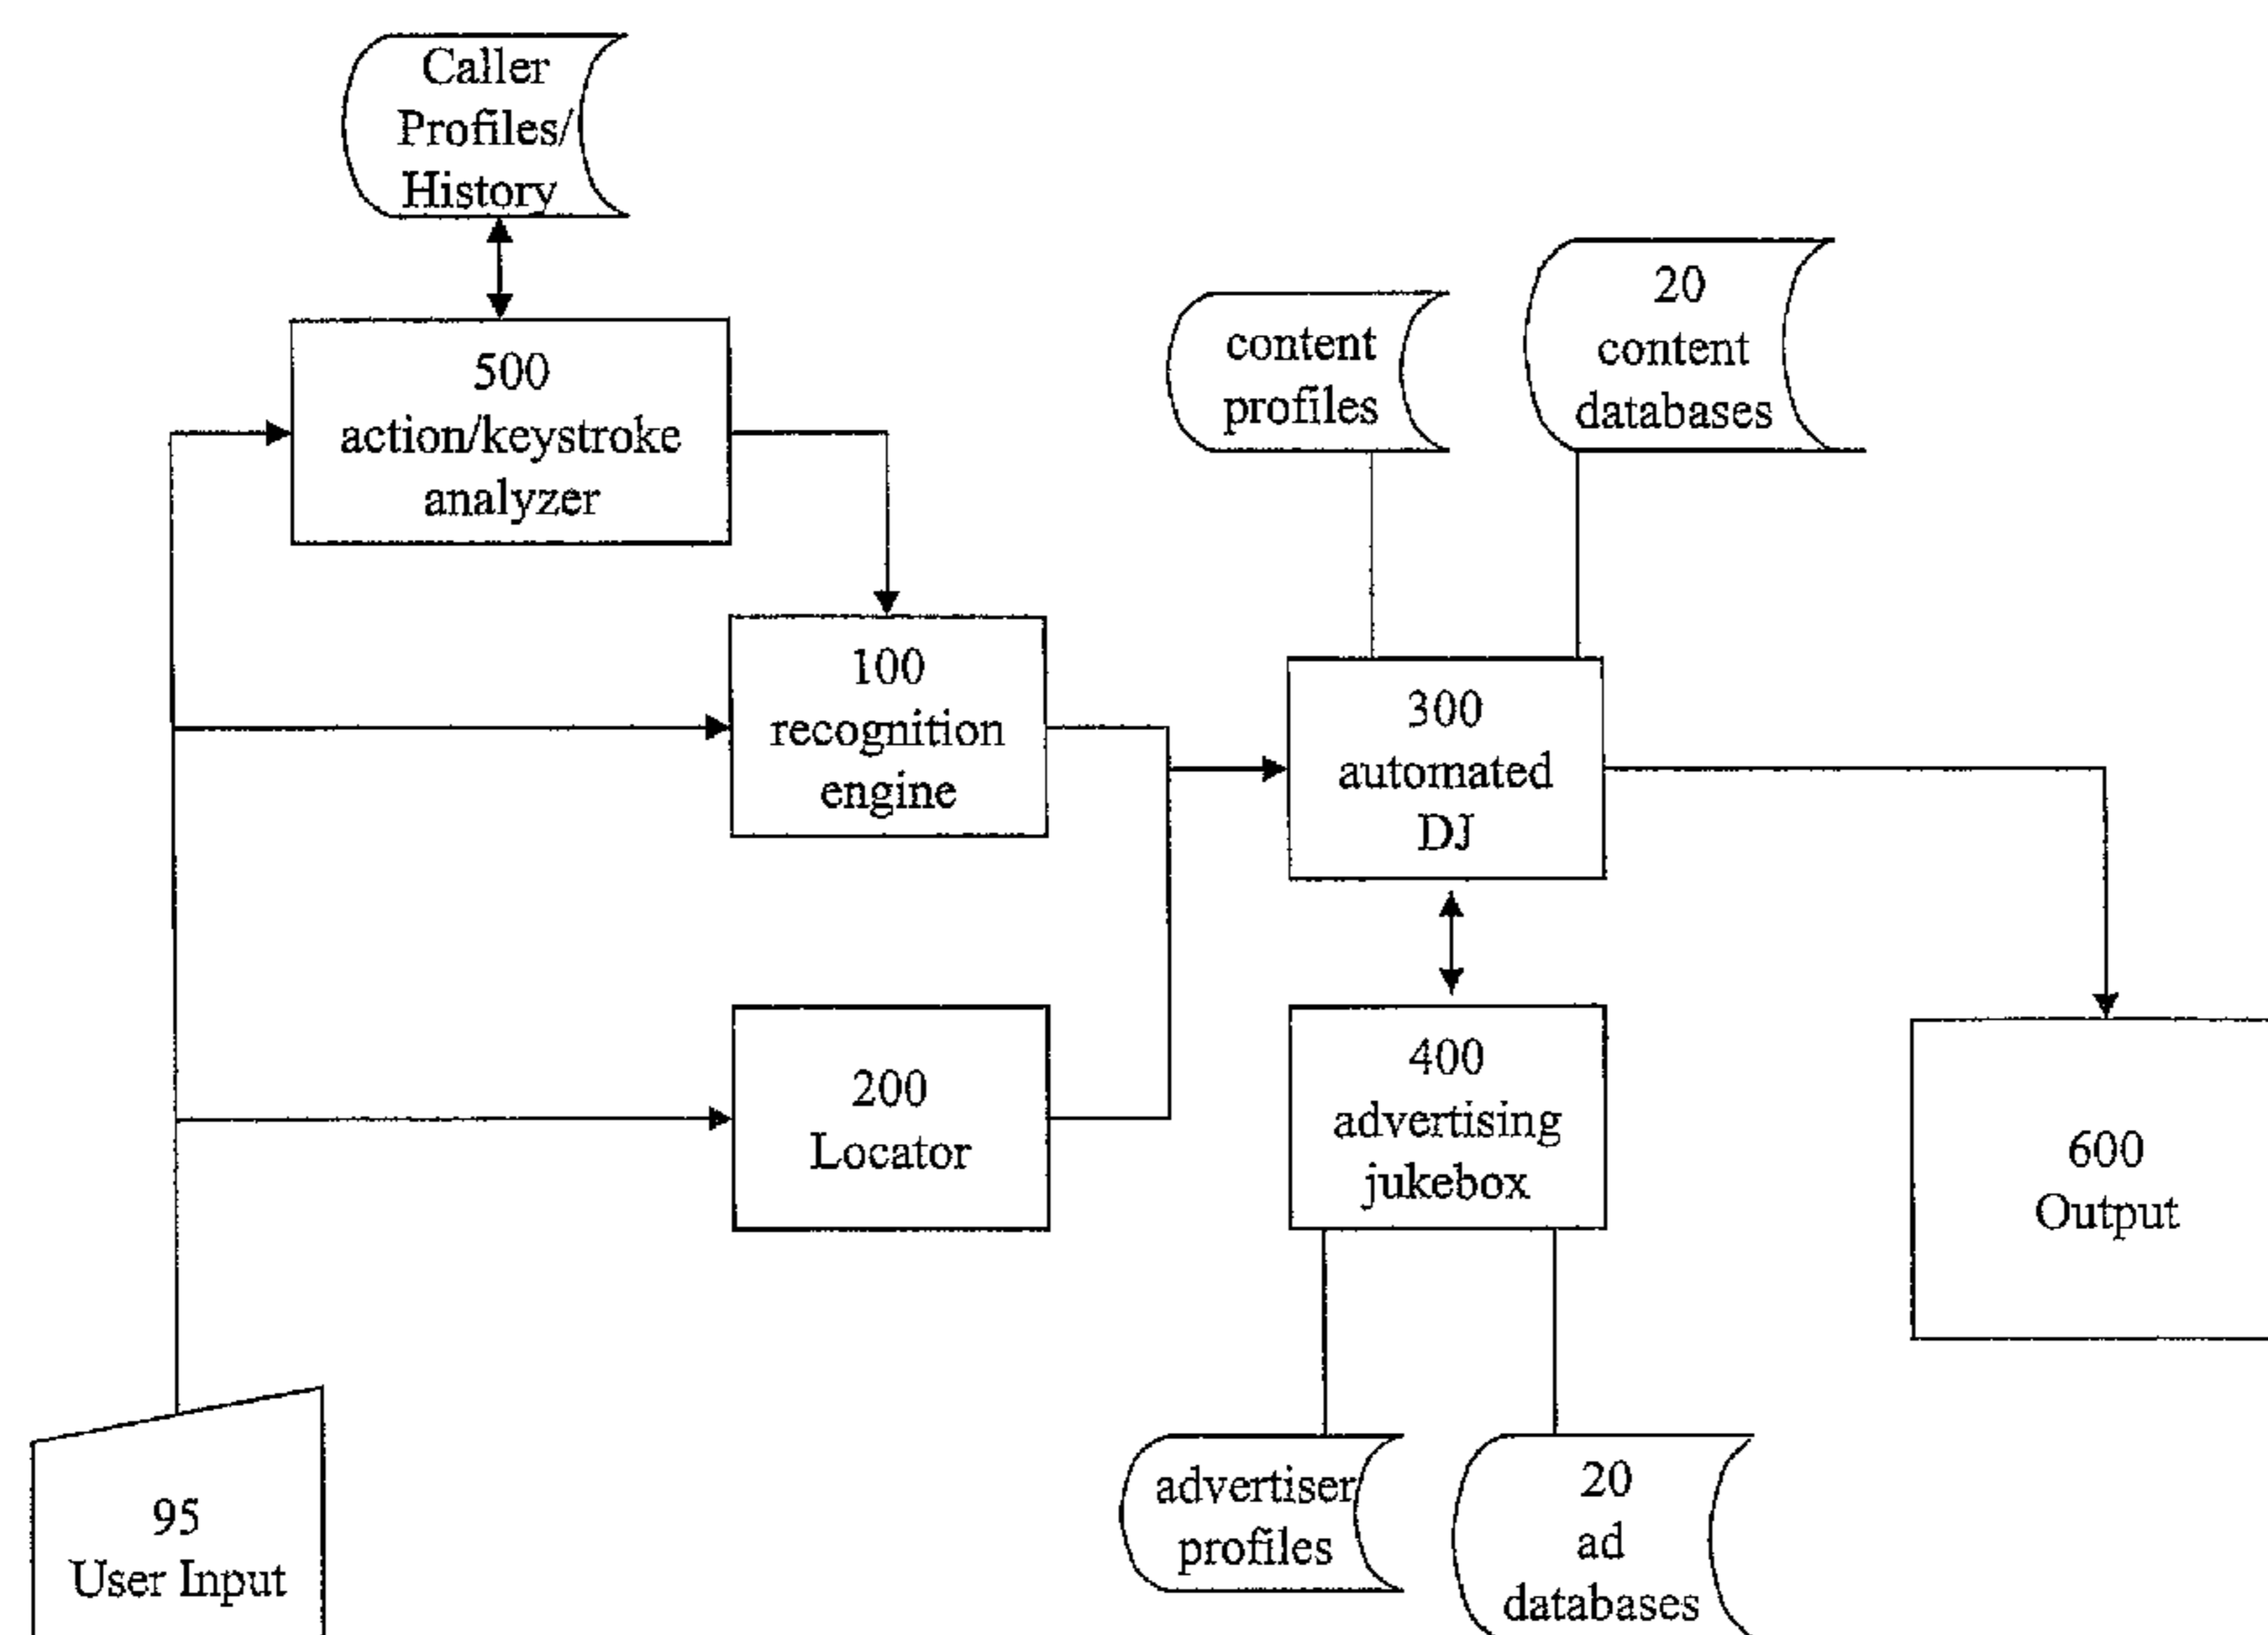 Caller
Profiles/
History
500
action/keystroke
analyzer
content
profiles
20
content
databases
100
recognition
engine
300
automated
DJ
200
Locator
400
advertising
jukebox
600
Output
95
User Input
advertiser
profiles
20
ad
databases